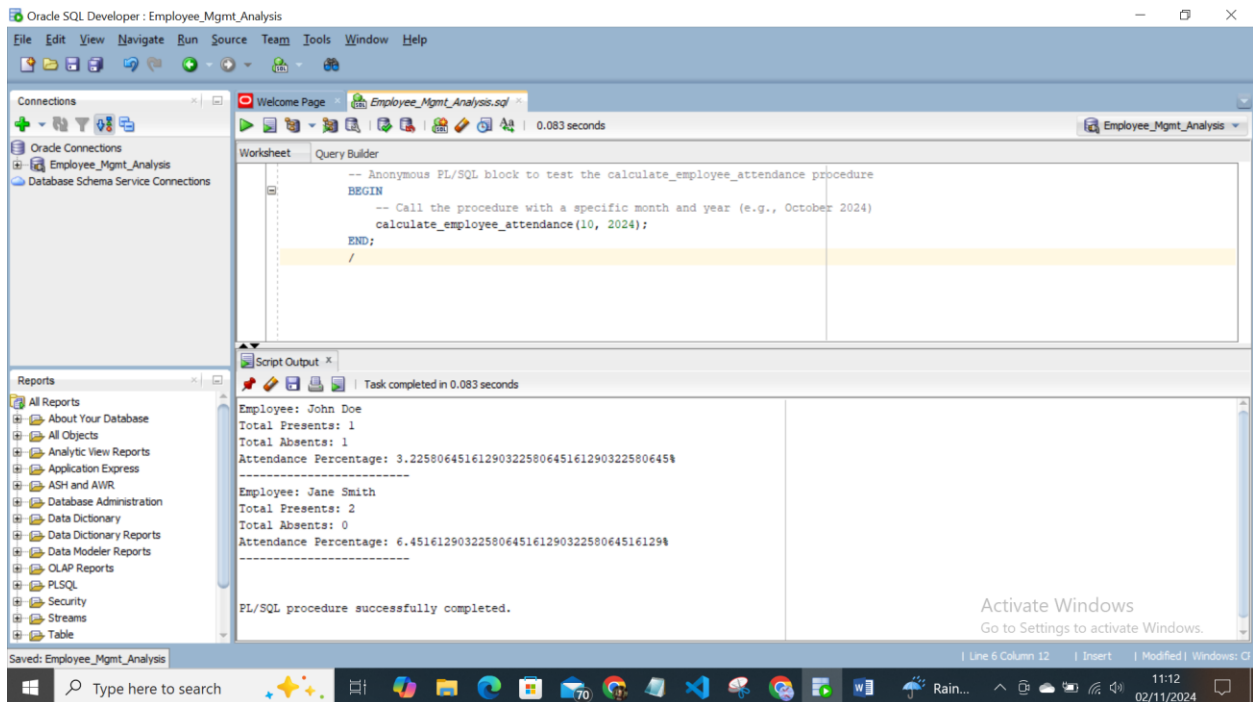 Oracle SQL Developer : Employee_Mgmt_Analysis
File Edit View Navigate Run Source Team Tools Window Help
Connections
Oracle Connections
Employee_Mgmt_Analysis
Database Schema Service Connections
Welcome Page
Employee_Mgmt_Analysis.sql
0.083 seconds
Employee_Mgmt_Analysis
Worksheet Query Builder
-- Anonymous PL/SQL block to test the calculate_employee_attendance procedure
BEGIN
-- Call the procedure with a specific month and year (e.g., October 2024)
calculate_employee_attendance(10, 2024);
END;
/
Script Output
Task completed in 0.083 seconds
Employee: John Doe
Total Presents: 1
Total Absents: 1
Attendance Percentage: 3.22580645161290322580645161290322580645%
-------------------------
Employee: Jane Smith
Total Presents: 2
Total Absents: 0
Attendance Percentage: 6.45161290322580645161290322580645161290%
-------------------------
PL/SQL procedure successfully completed.
Reports
All Reports
About Your Database
All Objects
Analytic View Reports
Application Express
ASH and AWR
Database Administration
Data Dictionary
Data Dictionary Reports
Data Modeler Reports
OLAP Reports
PLSQL
Security
Streams
Table
Activate Windows
Go to Settings to activate Windows.
Saved: Employee_Mgmt_Analysis
Line 6 Column 12 | Insert | Modified | Windows: C
Type here to search
70
Rain...
11:12
02/11/2024